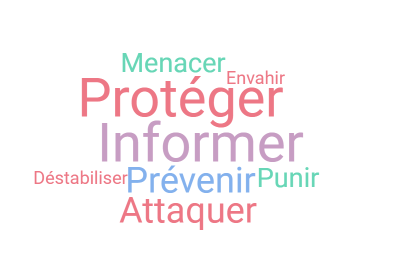 Menacer
Envahir
Protéger
Informer
Déstabiliser Prévenir Punir
Attaquer